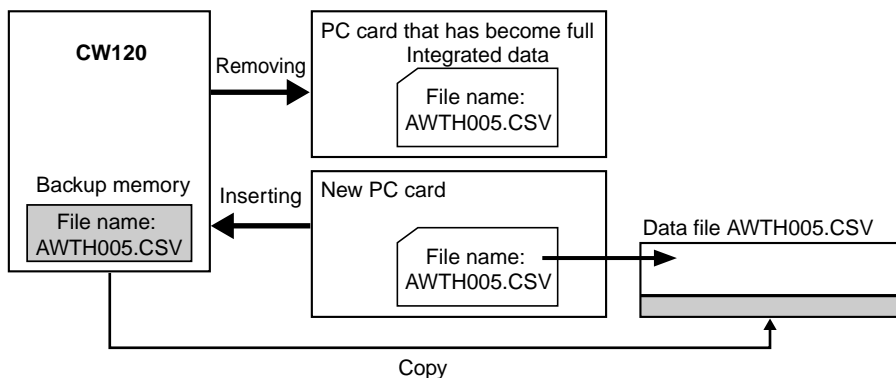 CW120
Removing
PC card that has become full
Integrated data
File name:
AWTH005.CSV
Backup memory
File name:
AWTH005.CSV
Inserting
New PC card
File name:
AWTH005.CSV
Data file AWTH005.CSV
Copy